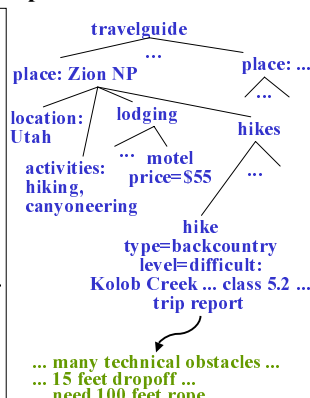 travelguide
...
place: Zion NP
place: ...
...
location:
Utah
lodging
hikes
activities:
hiking,
canyoneering
... motel
price=$55
...
hike
type=backcountry
level=difficult:
Kolob Creek ... class 5.2 ...
trip report
... many technical obstacles ...
... 15 feet dropoff ...
need 100 feet rope